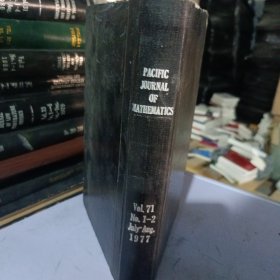 PACIFIC
JOURNAL
OF
MATHEMATICS
Vol. 71
No. 1-2
July-Aug.
1977